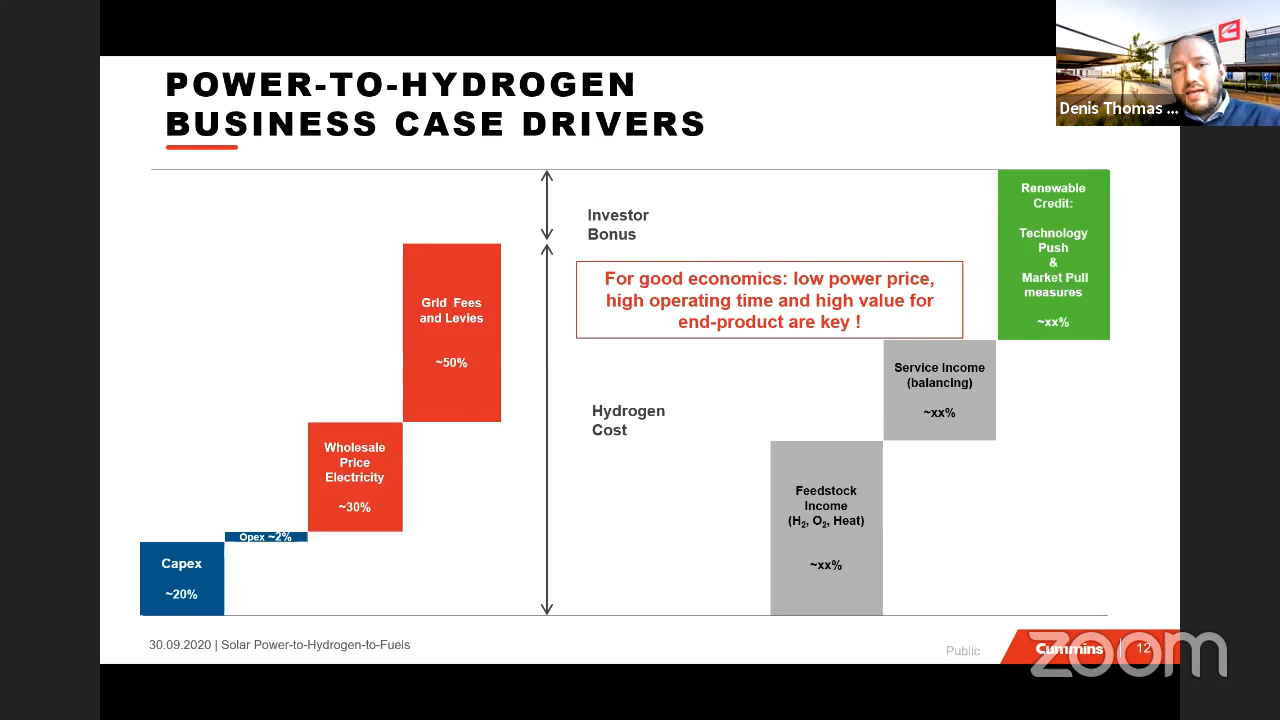 POWER-TO-HYDROGEN
BUSINESS CASE DRIVERS
Denis Thomas ...
Investor
Bonus
For good economics: low power price,
high operating time and high value for
end-product are key !
Hydrogen
Cost
Grid Fees
and Levies
~50%
Wholesale
Price
Electricity
~30%
Opex ~2%
Capex
~20%
Renewable
Credit:
Technology
Push
&
Market Pull
measures
~xx%
Service Income
(balancing)
~xx%
Feedstock
Income
(H₂, O₂, Heat)
~xx%
30.09.2020 | Solar Power-to-Hydrogen-to-Fuels
Public
Cummins
12
zoom